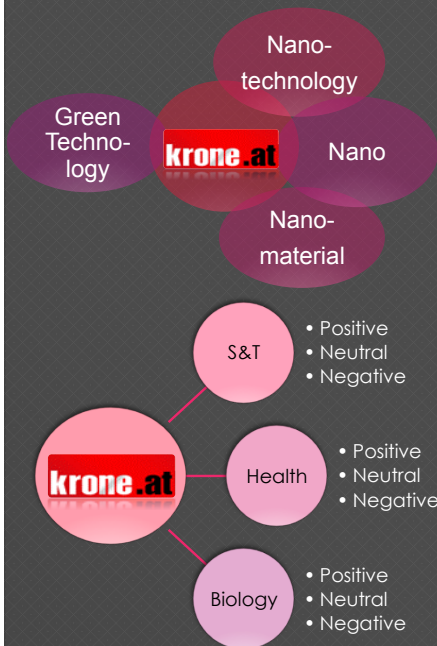 Nano-
technology
Green
Techno-
logy
krone.at
Nano
Nano-
material
S&T
• Positive
• Neutral
• Negative
krone.at
Health
• Positive
• Neutral
• Negative
Biology
• Positive
• Neutral
• Negative